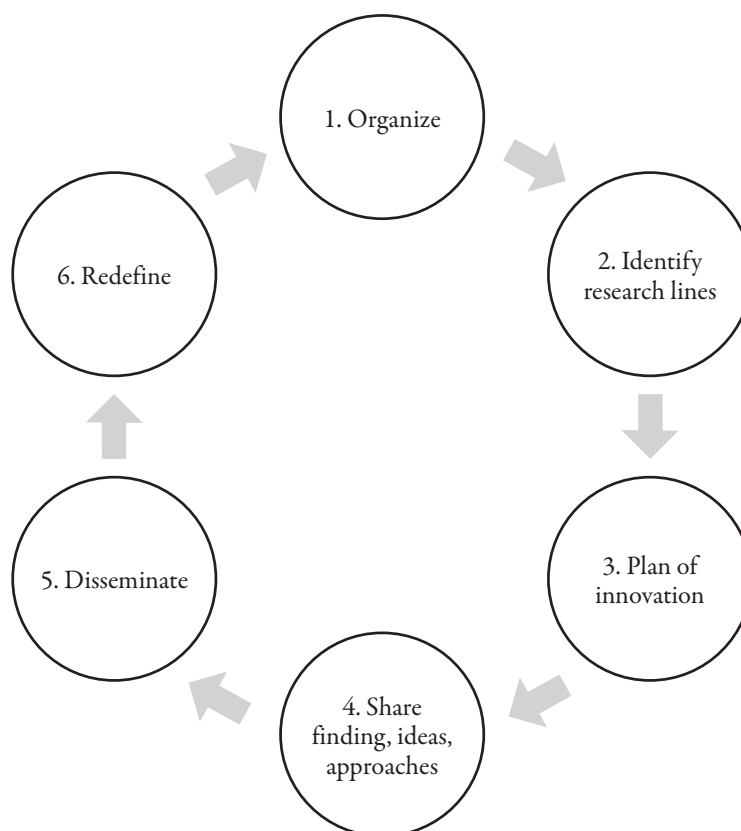 1. Organize
2. Identify
research lines
3. Plan of
innovation
4. Share
finding, ideas,
approaches
5. Disseminate
6. Redefine